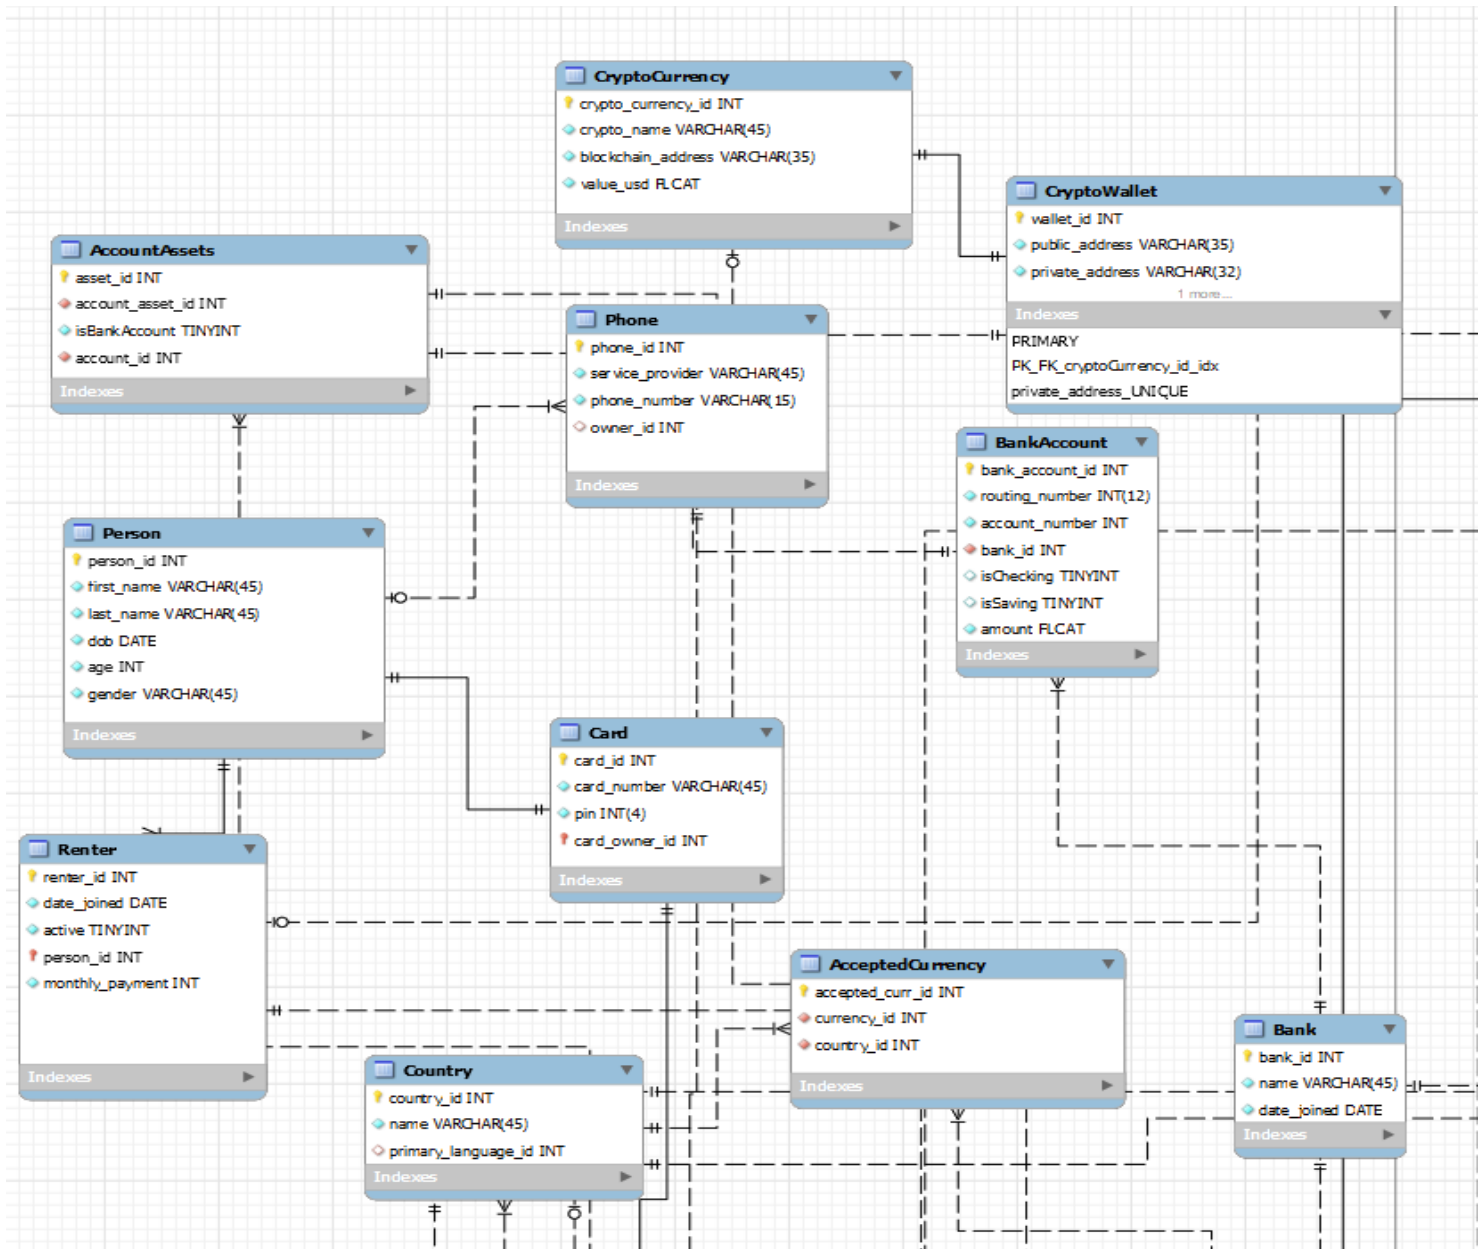 CryptoCurrency
crypto_currency_id INT
crypto_name VARCHAR(45)
blockchain_address VARCHAR(35)
value_usd FLCAT
Indexes
CryptoWallet
wallet_id INT
public_address VARCHAR(35)
private_address VARCHAR(32)
1 more...
Indexes
PRIMARY
PK_FK_cryptoCurrency_id_idx
private_address_UNIQUE
AccountAssets
asset_id INT
account_asset_id INT
isBankAccount TINYINT
account_id INT
Indexes
Phone
phone_id INT
service_provider VARCHAR(45)
phone_number VARCHAR(15)
owner_id INT
Indexes
BankAccount
bank_account_id INT
routing_number INT(12)
account_number INT
bank_id INT
isChecking TINYINT
isSaving TINYINT
amount FLCAT
Indexes
Person
person_id INT
first_name VARCHAR(45)
last_name VARCHAR(45)
dob DATE
age INT
gender VARCHAR(45)
Indexes
Card
card_id INT
card_number VARCHAR(45)
pin INT(4)
card_owner_id INT
Indexes
Renter
renter_id INT
date_joined DATE
active TINYINT
person_id INT
monthly_payment INT
Indexes
AcceptedCurrency
accepted_curr_id INT
currency_id INT
country_id INT
Indexes
Country
country_id INT
name VARCHAR(45)
primary_language_id INT
Indexes
Bank
bank_id INT
name VARCHAR(45)
date_joined DATE
Indexes